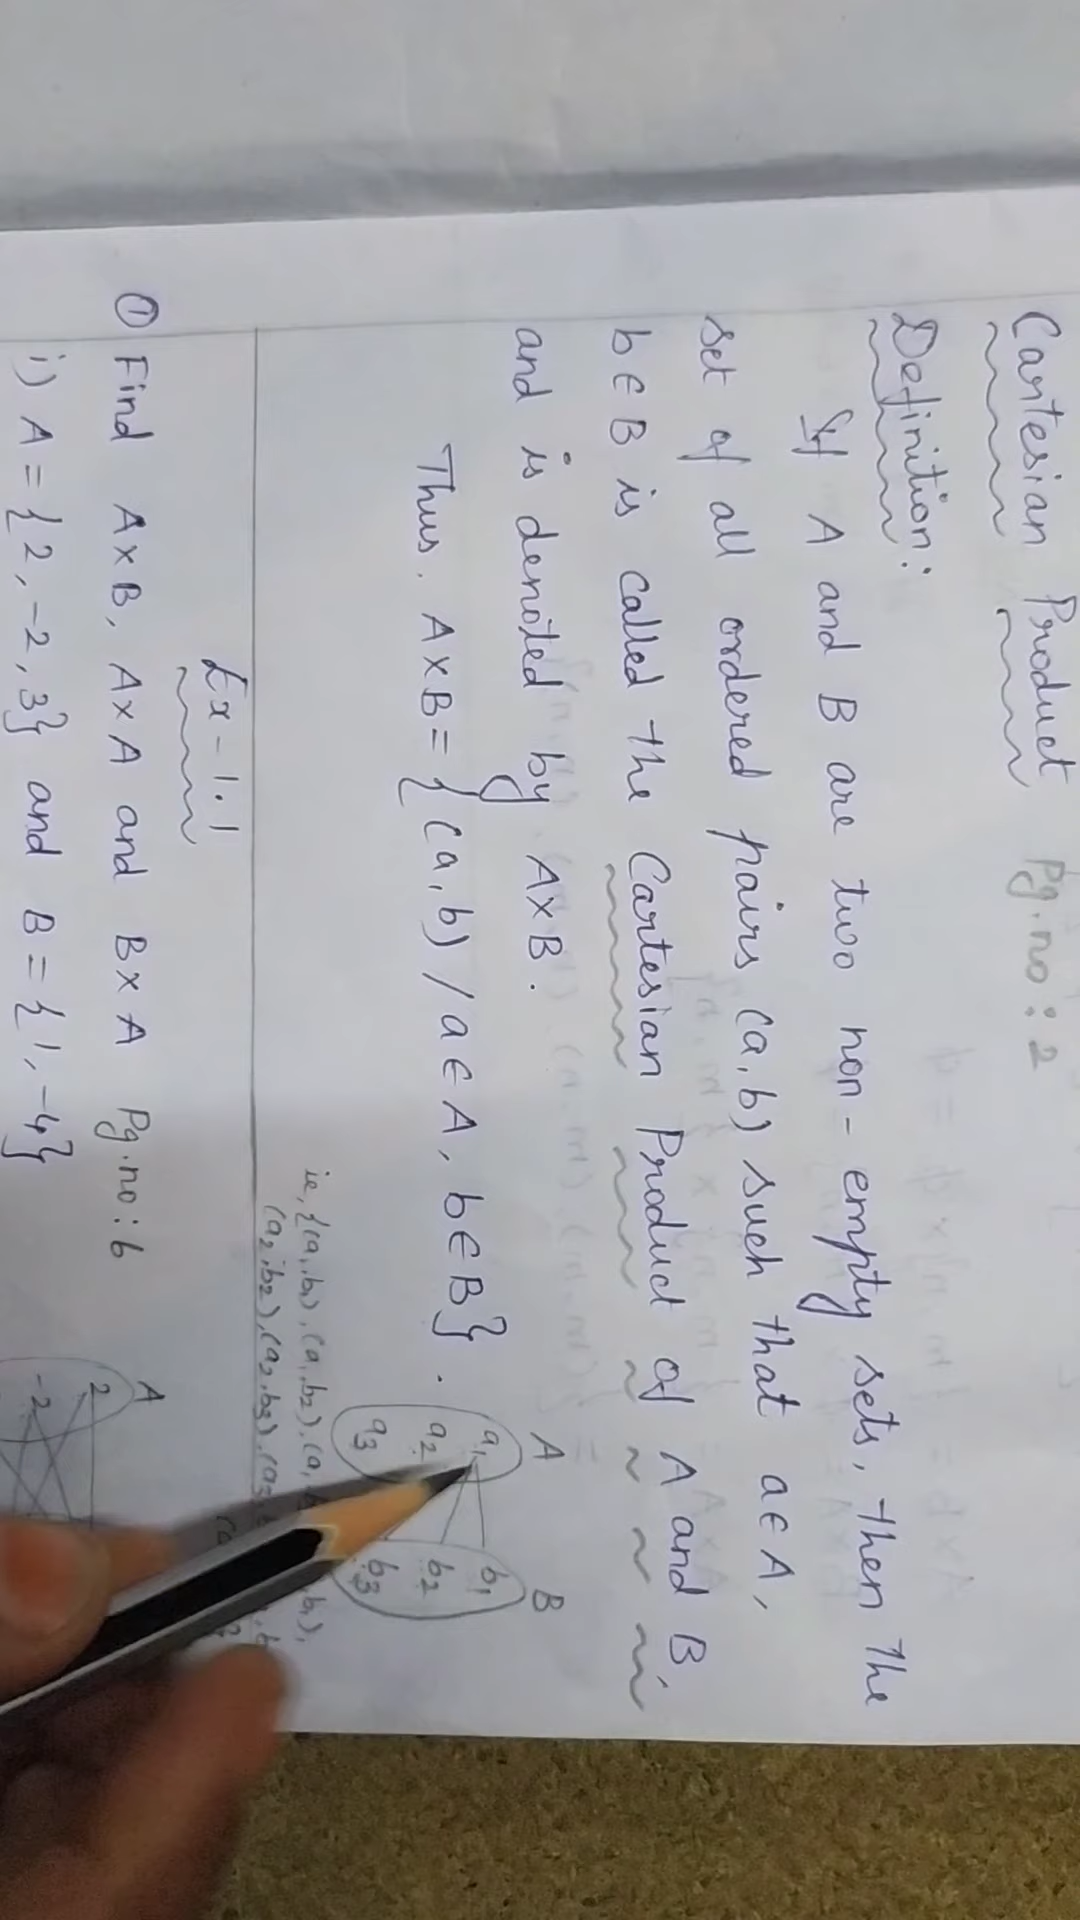 Cartesian Product Pg.no: 2
Definition:
If A and B are two non-empty sets, then the
set of all ordered pairs (a,b) such that a∈A,
b∈B is called the Cartesian Product of A and B,
and is denoted by A×B.
Thus, A×B={(a,b)/a∈A, b∈B}.
A B
a1 b1
a2 b2
a3 b3
ie, {(a1,b1),(a1,b2),(a1
b1),
(a2,b2),(a2,b3),(a3
Ex-1.1
① Find A×B, A×A and B×A Pg.no: 6
i) A={2,-2,3} and B={1,-4}
A
2
-2